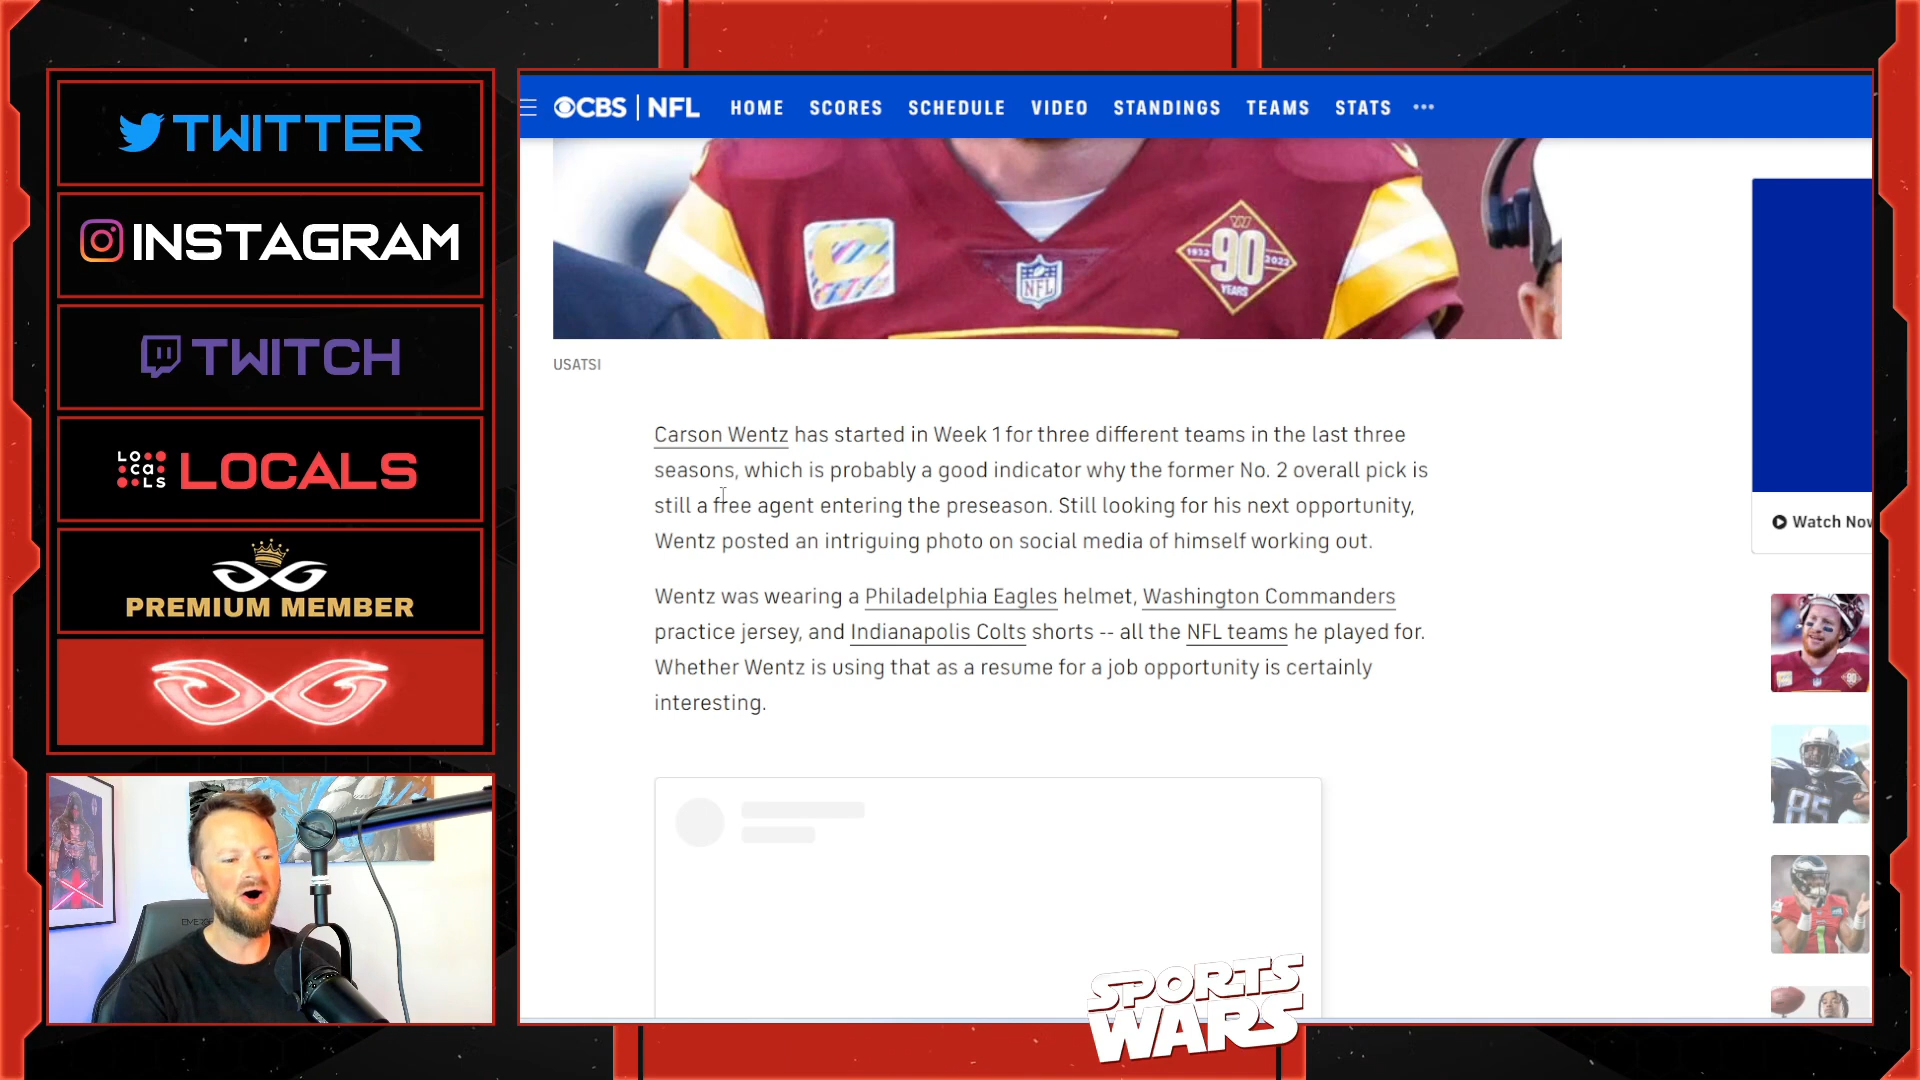 TWITTER
INSTAGRAM
TWITCH
LOCALS
LOCALS
PREMIUM MEMBER
CBS | NFL HOME SCORES SCHEDULE VIDEO STANDINGS TEAMS STATS •••
C
W
1932 90 2022
YEARS
NFL
USATSI
Carson Wentz has started in Week 1 for three different teams in the last three
seasons, which is probably a good indicator why the former No. 2 overall pick is
still a free agent entering the preseason. Still looking for his next opportunity,
Wentz posted an intriguing photo on social media of himself working out.
Wentz was wearing a Philadelphia Eagles helmet, Washington Commanders
practice jersey, and Indianapolis Colts shorts -- all the NFL teams he played for.
Whether Wentz is using that as a resume for a job opportunity is certainly
interesting.
Watch Now
90
85
1
SPORTS
WARS